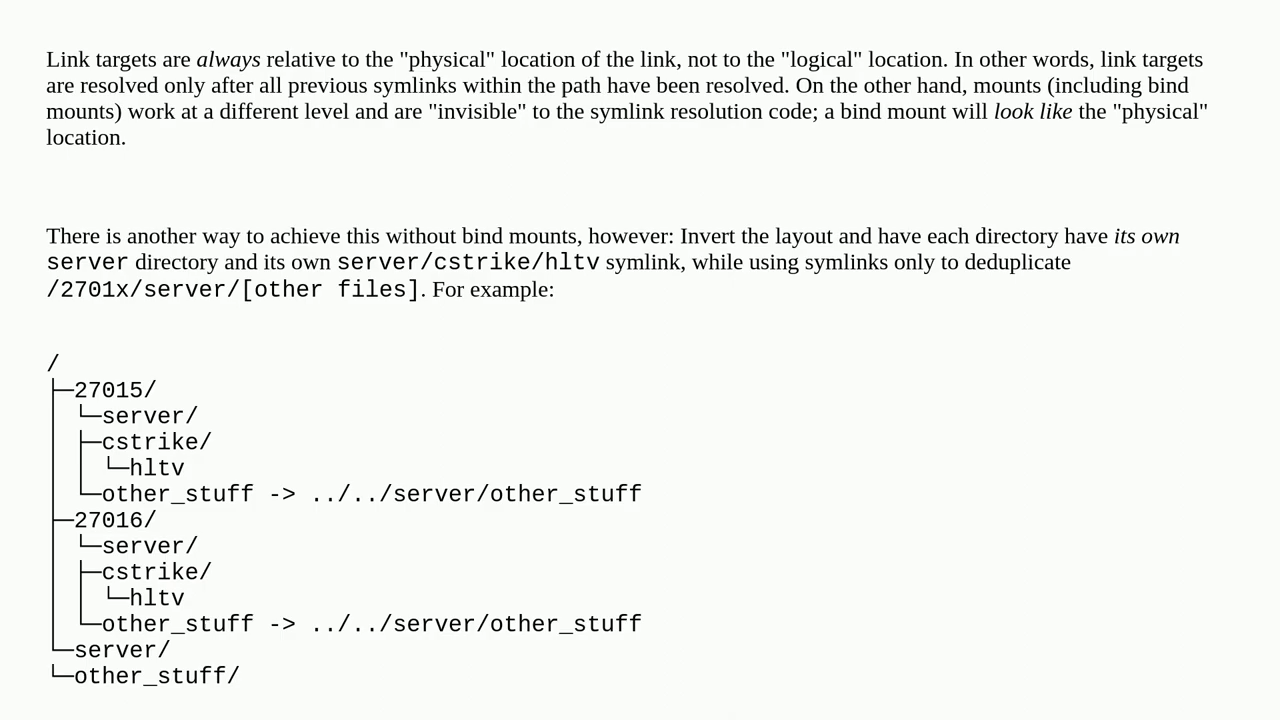 Link targets are always relative to the "physical" location of the link, not to the "logical" location. In other words, link targets
are resolved only after all previous symlinks within the path have been resolved. On the other hand, mounts (including bind
mounts) work at a different level and are "invisible" to the symlink resolution code; a bind mount will look like the "physical"
location.
There is another way to achieve this without bind mounts, however: Invert the layout and have each directory have its own
server directory and its own server/cstrike/hltv symlink, while using symlinks only to deduplicate
/2701x/server/[other files]. For example:
/
├─27015/
│ └─server/
│ ├─cstrike/
│ │ └─hltv
│ └─other_stuff -> ../../server/other_stuff
├─27016/
│ └─server/
│ ├─cstrike/
│ │ └─hltv
│ └─other_stuff -> ../../server/other_stuff
└─server/
└─other_stuff/